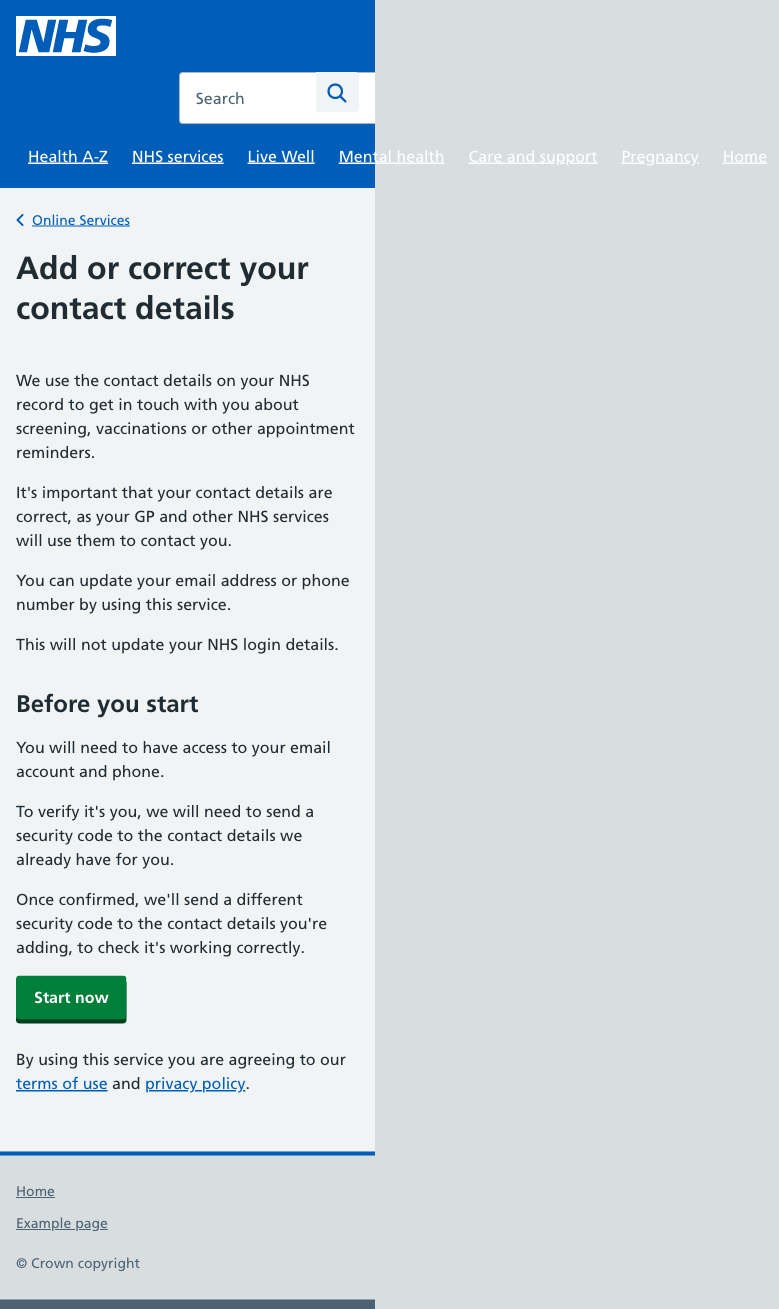 NHS
Search
Health A-Z NHS services Live Well Mental health Care and support Pregnancy Home
Online Services
Add or correct your
contact details
We use the contact details on your NHS
record to get in touch with you about
screening, vaccinations or other appointment
reminders.
It's important that your contact details are
correct, as your GP and other NHS services
will use them to contact you.
You can update your email address or phone
number by using this service.
This will not update your NHS login details.
Before you start
You will need to have access to your email
account and phone.
To verify it's you, we will need to send a
security code to the contact details we
already have for you.
Once confirmed, we'll send a different
security code to the contact details you're
adding, to check it's working correctly.
Start now
By using this service you are agreeing to our
terms of use and privacy policy.
Home
Example page
© Crown copyright